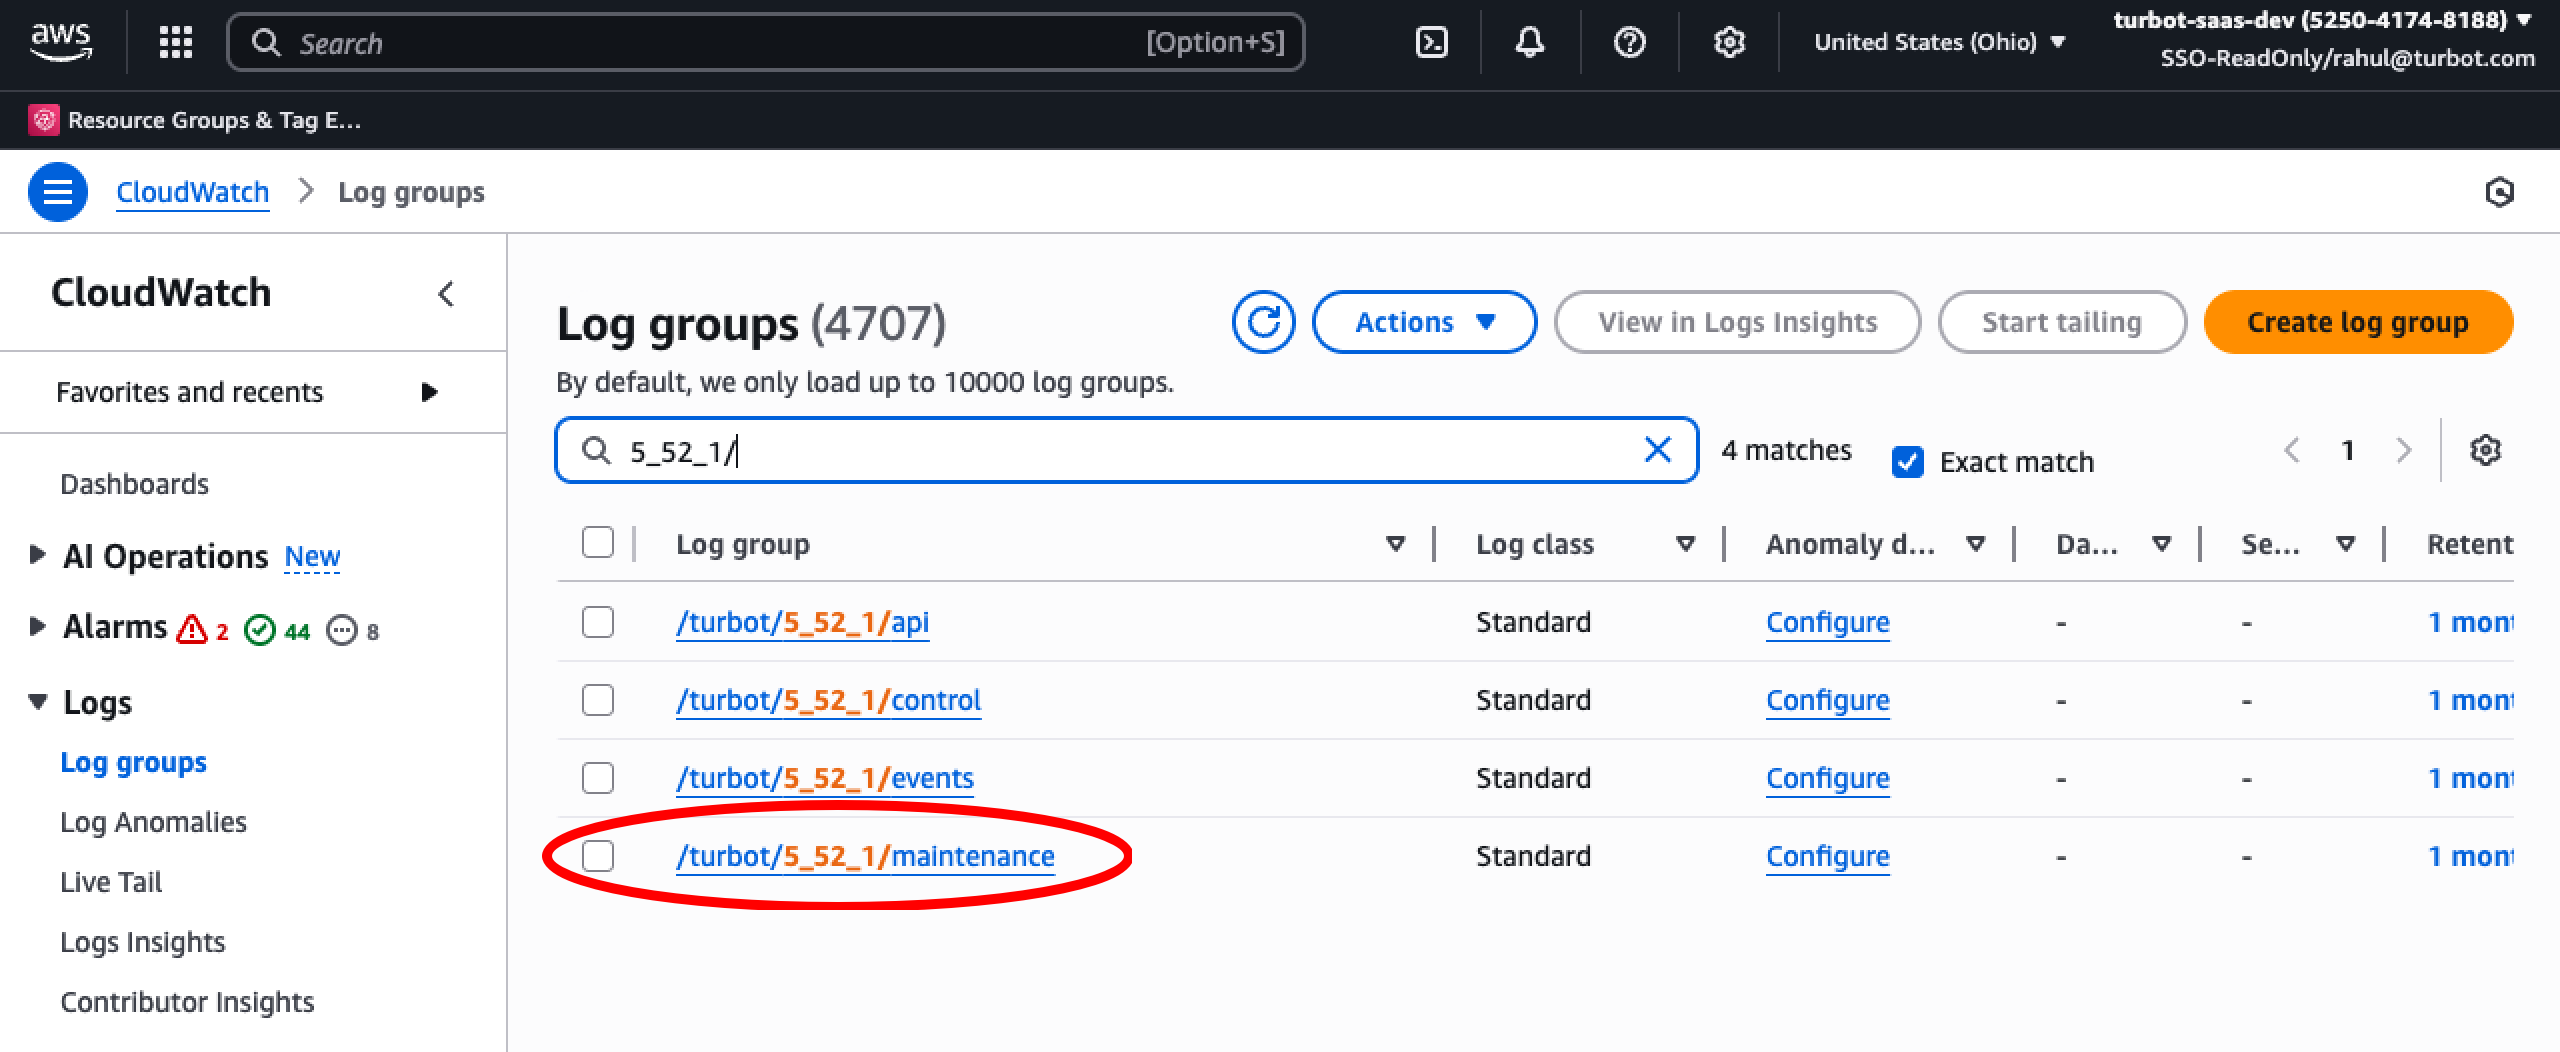 aws
Search
[Option+S]
United States (Ohio)
turbot-saas-dev (5250-4174-8188)
SSO-ReadOnly/rahul@turbot.com
Resource Groups & Tag E...
CloudWatch
Log groups
CloudWatch
Favorites and recents
Dashboards
AI Operations New
Alarms 2 44 8
Logs
Log groups
Log Anomalies
Live Tail
Logs Insights
Contributor Insights
Log groups (4707)
Actions
View in Logs Insights
Start tailing
Create log group
By default, we only load up to 10000 log groups.
5_52_1/
4 matches
Exact match
1
Log group Log class Anomaly d... Da... Se... Retent
/turbot/5_52_1/api Standard Configure - - 1 mont
/turbot/5_52_1/control Standard Configure - - 1 mont
/turbot/5_52_1/events Standard Configure - - 1 mont
/turbot/5_52_1/maintenance Standard Configure - - 1 mont